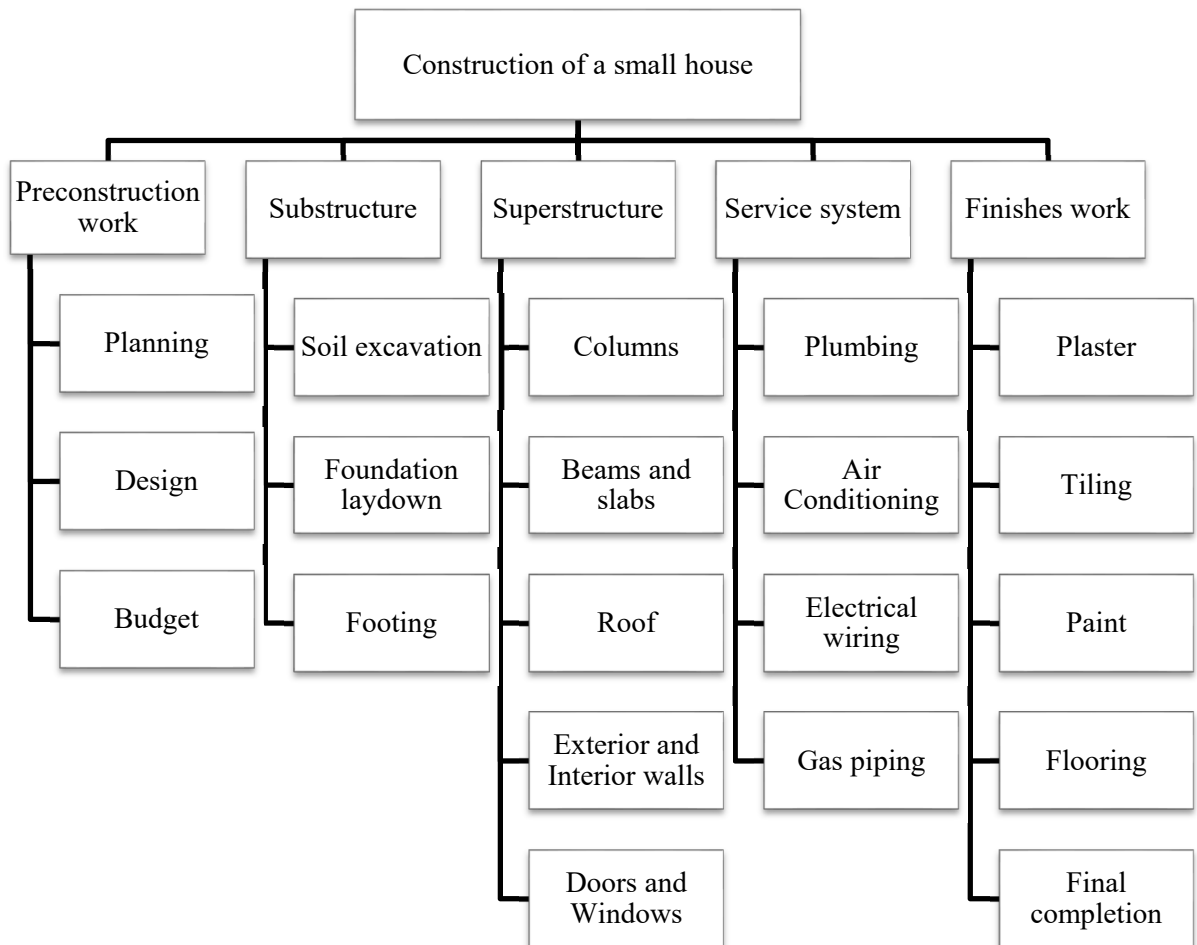 Construction of a small house
Preconstruction
work
Substructure
Superstructure
Service system
Finishes work
Planning
Design
Budget
Soil excavation
Foundation
laydown
Footing
Columns
Beams and
slabs
Roof
Exterior and
Interior walls
Doors and
Windows
Plumbing
Air
Conditioning
Electrical
wiring
Gas piping
Plaster
Tiling
Paint
Flooring
Final
completion